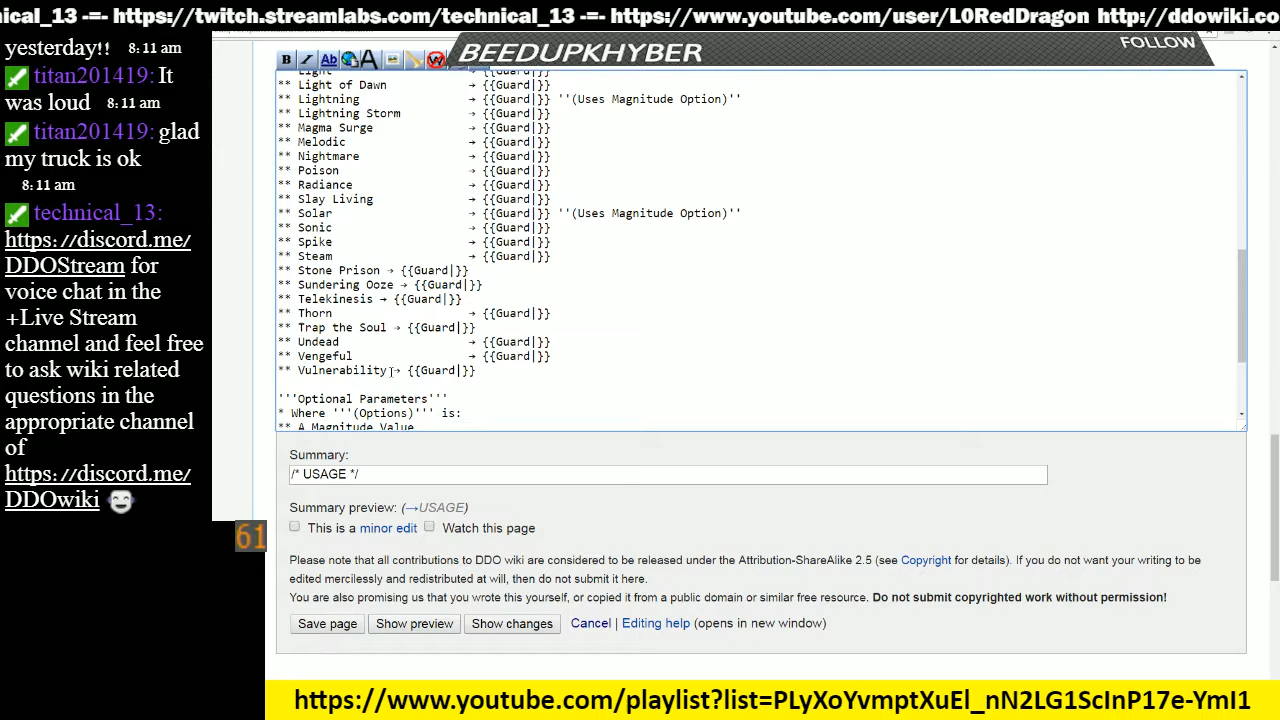 nical_13 -=- https://twitch.streamlabs.com/technical_13 -=- https://www.youtube.com/user/L0RedDragon http://ddowiki.co
BEEDUPKHYBER
FOLLOW
yesterday!! 8:11 am
titan201419: It
was loud 8:11 am
titan201419: glad
my truck is ok
8:11 am
technical_13:
https://discord.me/
DDOStream for
voice chat in the
+Live Stream
channel and feel free
to ask wiki related
questions in the
appropriate channel
of
https://discord.me/
DDOwiki
61
B I Ab A W
** Light → {{Guard|}}
** Light of Dawn → {{Guard|}}
** Lightning → {{Guard|}} ''(Uses Magnitude Option)''
** Lightning Storm → {{Guard|}}
** Magma Surge → {{Guard|}}
** Melodic → {{Guard|}}
** Nightmare → {{Guard|}}
** Poison → {{Guard|}}
** Radiance → {{Guard|}}
** Slay Living → {{Guard|}}
** Solar → {{Guard|}} ''(Uses Magnitude Option)''
** Sonic → {{Guard|}}
** Spike → {{Guard|}}
** Steam → {{Guard|}}
** Stone Prison → {{Guard|}}
** Sundering Ooze → {{Guard|}}
** Telekinesis → {{Guard|}}
** Thorn → {{Guard|}}
** Trap the Soul → {{Guard|}}
** Undead → {{Guard|}}
** Vengeful → {{Guard|}}
** Vulnerability → {{Guard|}}
'''Optional Parameters'''
* Where '''(Options)''' is:
** A Magnitude Value
Summary:
/* USAGE */
Summary preview: (→USAGE)
This is a minor edit Watch this page
Please note that all contributions to DDO wiki are considered to be released under the Attribution-ShareAlike 2.5 (see Copyright for details). If you do not want your writing to be
edited mercilessly and redistributed at will, then do not submit it here.
You are also promising us that you wrote this yourself, or copied it from a public domain or similar free resource. Do not submit copyrighted work without permission!
Save page Show preview Show changes Cancel | Editing help (opens in new window)
https://www.youtube.com/playlist?list=PLyXoYvmptXuEl_nN2LG1ScInP17e-YmI1